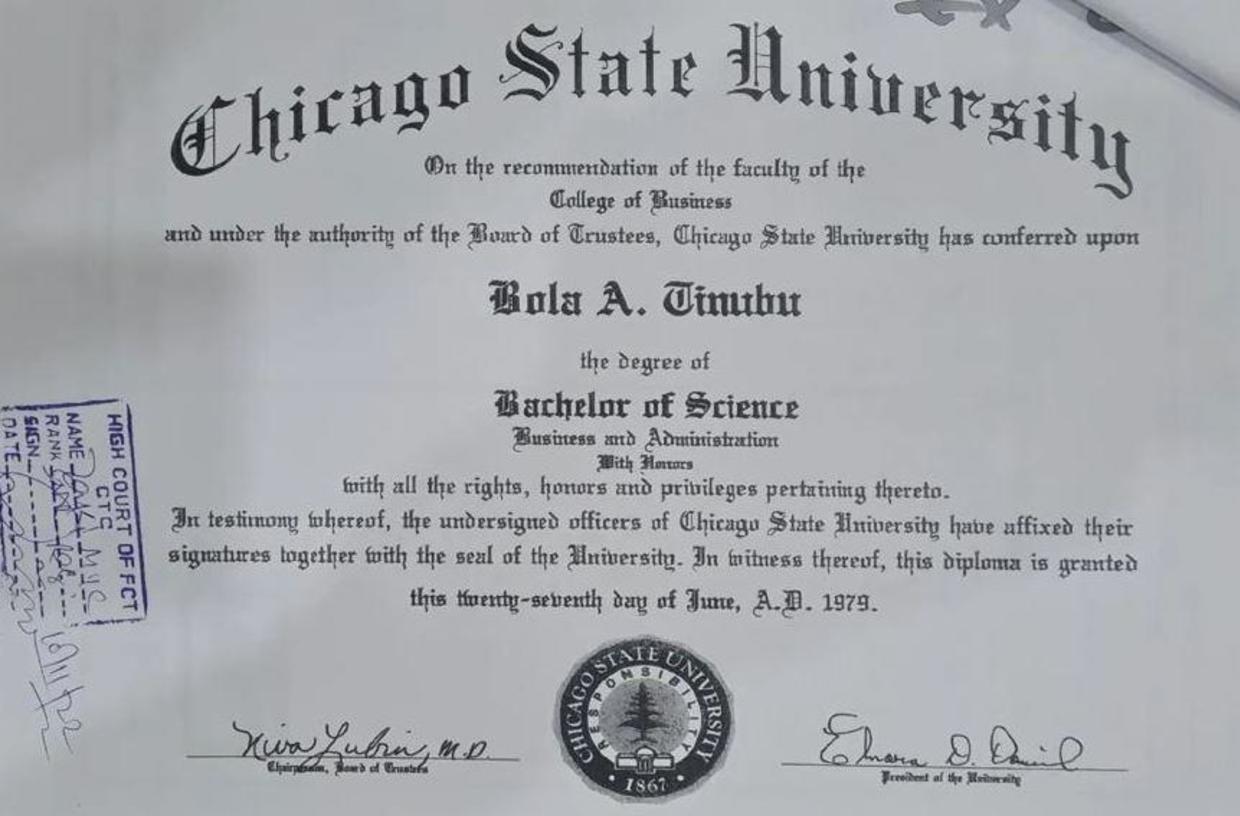 Chicago State University
On the recommendation of the faculty of the
College of Business
and under the authority of the Board of Trustees, Chicago State University has conferred upon
Bola A. Tinubu
the degree of
Bachelor of Science
Business and Administration
With Honors
with all the rights, honors and privileges pertaining thereto.
In testimony whereof, the undersigned officers of Chicago State University have affixed their
signatures together with the seal of the University. In witness thereof, this diploma is granted
this twenty-seventh day of June, A.D. 1979.
HIGH COURT OF FCT
CTC
NAME
RANK
SIGN
DATE
CHICAGO STATE UNIVERSITY
RESPONSIBILITY
· 1867 ·
Niva Lubin, M.D.
Chairperson, Board of Trustees
Elnora D. Daniel
President of the University